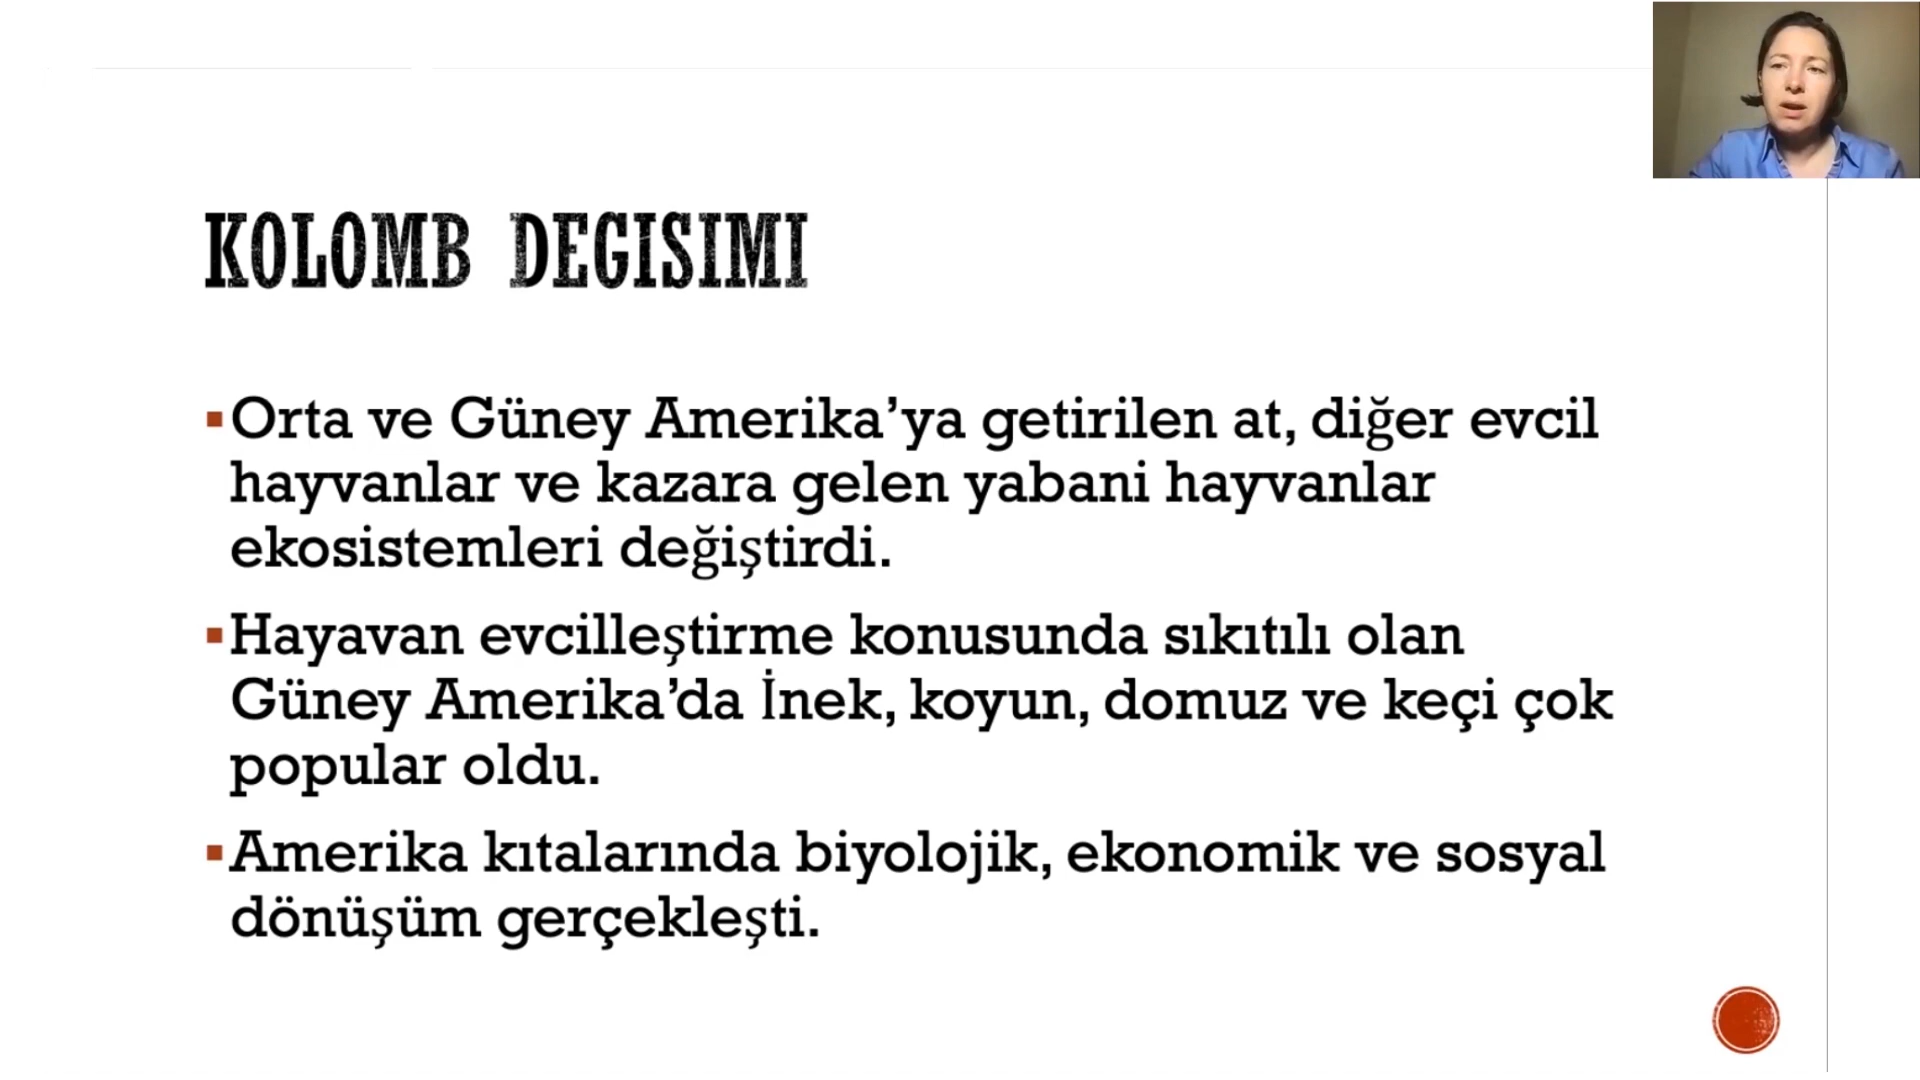 KOLOMB DEGISIMI
▪Orta ve Güney Amerika’ya getirilen at, diğer evcil
hayvanlar ve kazara gelen yabani hayvanlar
ekosistemleri değiştirdi.
▪Hayavan evcilleştirme konusunda sıkıtılı olan
Güney Amerika’da İnek, koyun, domuz ve keçi çok
popular oldu.
▪Amerika kıtalarında biyolojik, ekonomik ve sosyal
dönüşüm gerçekleşti.